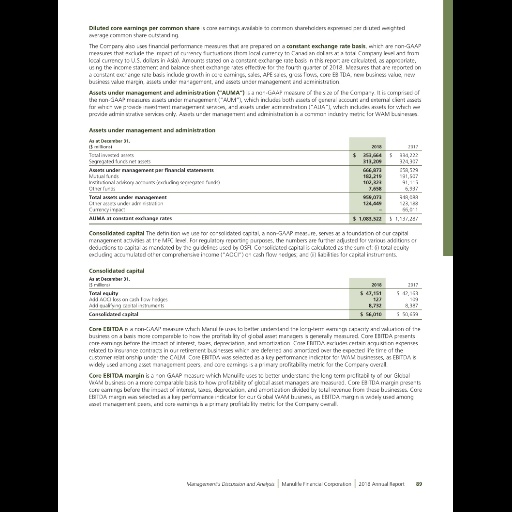 Diluted core earnings per common share is core earnings available to common shareholders expressed per diluted weighted
average common share outstanding.
The Company also uses financial performance measures that are prepared on a constant exchange rate basis, which are non-GAAP
measures that exclude the impact of currency fluctuations (from local currency to Canadian dollars at a total Company level and from
local currency to U.S. dollars in Asia). Amounts stated on a constant exchange rate basis in this report are calculated, as appropriate,
using the income statement and balance sheet exchange rates effective for the fourth quarter of 2018. Measures that are reported on
a constant exchange rate basis include growth in core earnings, sales, APE sales, gross flows, core EBITDA, new business value, new
business value margin, assets under management, and assets under administration.
Assets under management and administration ("AUMA") is a non-GAAP measure of the size of the Company. It is comprised of
the non-GAAP measures assets under management ("AUM"), which includes both assets of general account and external client assets
for which we provide investment management services, and assets under administration ("AUA"), which includes assets for which we
provide administrative services only. Assets under management and administration is a common industry metric for WAM businesses.
Assets under management and administration
As at December 31,
($ millions) 2018 2017
Total invested assets $ 353,664 $ 334,222
Segregated funds net assets 313,209 324,307
Assets under management per financial statements 666,873 658,529
Mutual funds 182,219 191,507
Institutional advisory accounts (excluding segregated funds) 102,323 91,115
Other funds 7,658 6,937
Total assets under management 959,073 948,088
Other assets under administration 124,449
Currency impact –
AUMA at constant exchange rates $ 1,083,522 $ 1,137,287
Consolidated capital The definition we use for consolidated capital, a non-GAAP measure, serves as a foundation of our capital
management activities at the MFC level. For regulatory reporting purposes, the numbers are further adjusted for various additions or
deductions to capital as mandated by the guidelines used by OSFI. Consolidated capital is calculated as the sum of: (i) total equity
excluding accumulated other comprehensive income ("AOCI") on cash flow hedges; and (ii) liabilities for capital instruments.
Consolidated capital
As at December 31,
($ millions) 2018 2017
Total equity $ 47,151 $ 42,163
Add AOCI loss on cash flow hedges 127 109
Add qualifying capital instruments 8,732 8,387
Consolidated capital $ 56,010 $ 50,659
Core EBITDA is a non-GAAP measure which Manulife uses to better understand the long-term earnings capacity and valuation of the
business on a basis more comparable to how the profitability of global asset managers is generally measured. Core EBITDA presents
core earnings before the impact of interest, taxes, depreciation, and amortization. Core EBITDA excludes certain acquisition expenses
related to insurance contracts in our retirement businesses which are deferred and amortized over the expected life time of the
customer relationship under the CALM. Core EBITDA was selected as a key performance indicator for WAM businesses, as EBITDA is
widely used among asset management peers, and core earnings is a primary profitability metric for the Company overall.
Core EBITDA margin is a non-GAAP measure which Manulife uses to better understand the long-term profitability of our Global
WAM business on a more comparable basis to how profitability of global asset managers are measured. Core EBITDA margin presents
core earnings before the impact of interest, taxes, depreciation, and amortization divided by total revenue from these businesses. Core
EBITDA margin was selected as a key performance indicator for our Global WAM business, as EBITDA margin is widely used among
asset management peers, and core earnings is a primary profitability metric for the Company overall.
Management's Discussion and Analysis | Manulife Financial Corporation | 2018 Annual Report 89